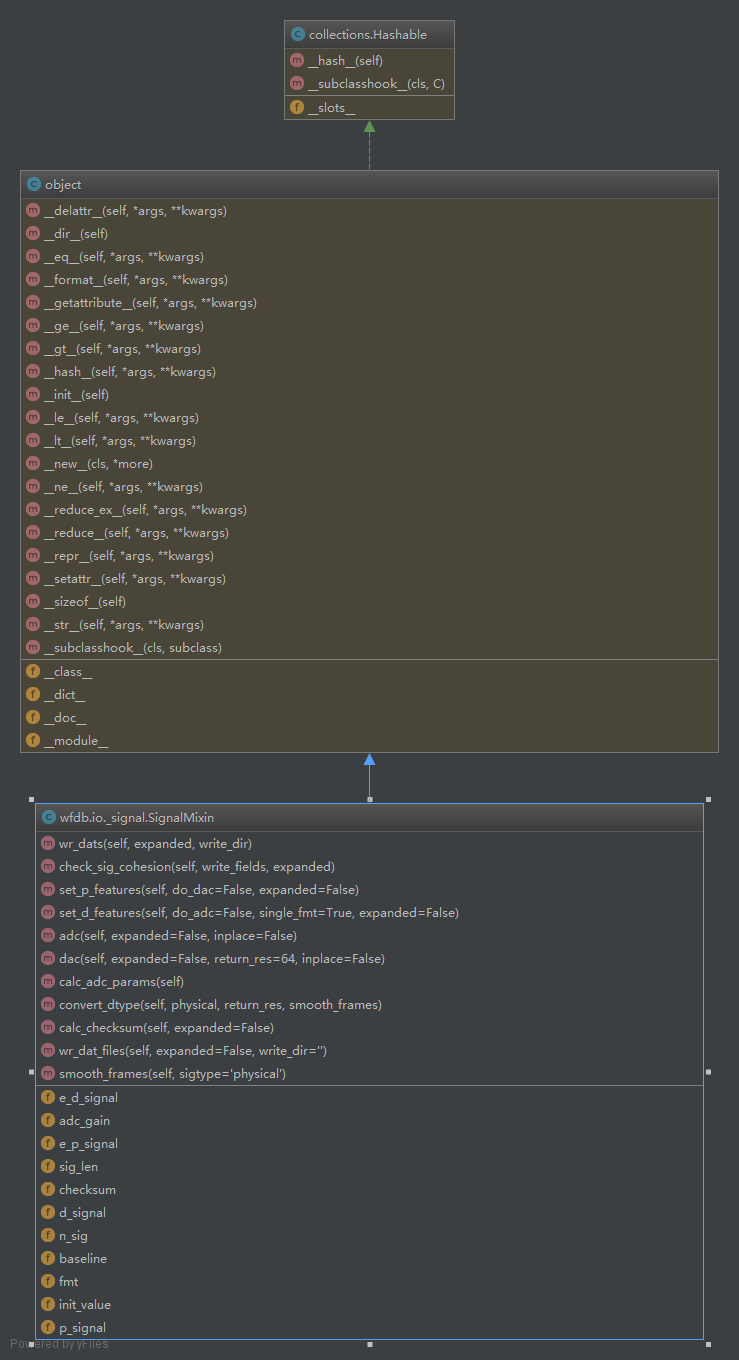 collections.Hashable
__hash__(self)
__subclasshook__(cls, C)
__slots__
object
__delattr__(self, *args, **kwargs)
__dir__(self)
__eq__(self, *args, **kwargs)
__format__(self, *args, **kwargs)
__getattribute__(self, *args, **kwargs)
__ge__(self, *args, **kwargs)
__gt__(self, *args, **kwargs)
__hash__(self, *args, **kwargs)
__init__(self)
__le__(self, *args, **kwargs)
__lt__(self, *args, **kwargs)
__new__(cls, *more)
__ne__(self, *args, **kwargs)
__reduce_ex__(self, *args, **kwargs)
__reduce__(self, *args, **kwargs)
__repr__(self, *args, **kwargs)
__setattr__(self, *args, **kwargs)
__sizeof__(self)
__str__(self, *args, **kwargs)
__subclasshook__(cls, subclass)
__class__
__dict__
__doc__
__module__
wfdb.io._signal.SignalMixin
wr_dats(self, expanded, write_dir)
check_sig_cohesion(self, write_fields, expanded)
set_p_features(self, do_dac=False, expanded=False)
set_d_features(self, do_adc=False, single_fmt=True, expanded=False)
adc(self, expanded=False, inplace=False)
dac(self, expanded=False, return_res=64, inplace=False)
calc_adc_params(self)
convert_dtype(self, physical, return_res, smooth_frames)
calc_checksum(self, expanded=False)
wr_dat_files(self, expanded=False, write_dir='')
smooth_frames(self, sigtype='physical')
e_d_signal
adc_gain
e_p_signal
sig_len
checksum
d_signal
n_sig
baseline
fmt
init_value
p_signal
Powered by yFiles